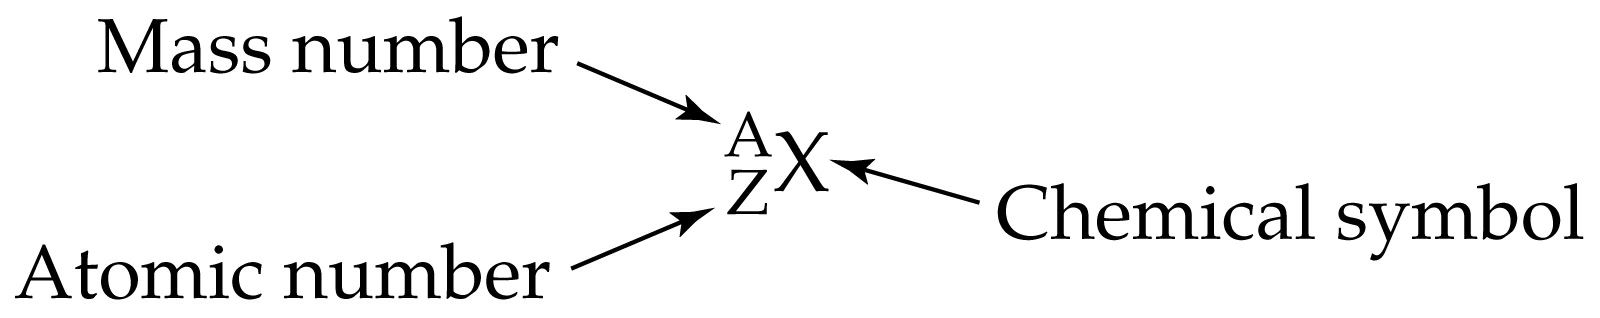 Mass number
A
Z
X
Chemical symbol
Atomic number